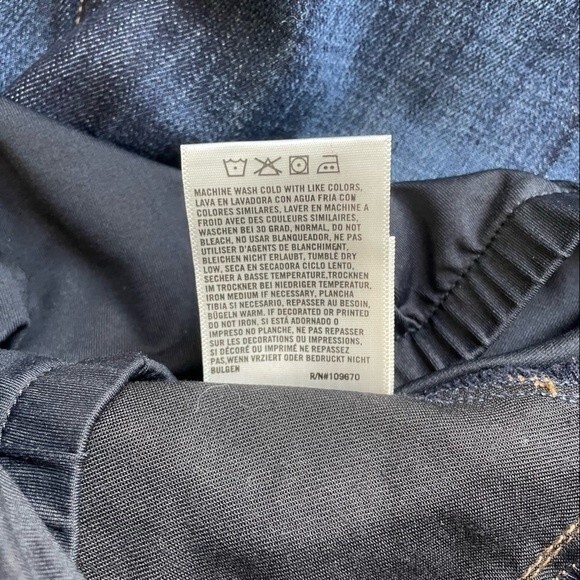 MACHINE WASH COLD WITH LIKE COLORS,
LAVA EN LAVADORA CON AGUA FRIA CON
COLORES SIMILARES, LAVER EN MACHINE A
FROID AVEC DES COULEURS SIMILAIRES,
WASCHEN BEI 30 GRAD, NORMAL, DO NOT
BLEACH, NO USAR BLANQUEADOR, NE PAS
UTILISER D'AGENTS DE BLANCHIMENT,
BLEICHEN NICHT ERLAUBT, TUMBLE DRY
LOW, SECA EN SECADORA CICLO LENTO,
SECHER A BASSE TEMPERATURE,TROCKNEN
IM TROCKNER BEI NIEDRIGER TEMPERATUR,
IRON MEDIUM IF NECESSARY, PLANCHA
TIBIA SI NECESARIO, REPASSER AU BESOIN,
BÜGELN WARM. IF DECORATED OR PRINTED
DO NOT IRON, SI ESTÁ ADORNADO O
IMPRESO NO PLANCHE, NE PAS REPASSER
SUR LES DECORATIONS OU IMPRESSIONS,
SI DÉCORÉ OU IMPRIME NE REPASSEZ
PAS,WENN VRZIERT ODER BEDRUCKT NICHT
BULGEN
R/N#109670